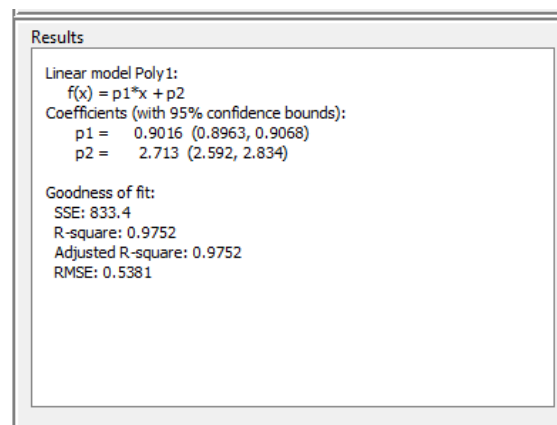 Results
Linear model Poly1:
f(x) = p1*x + p2
Coefficients (with 95% confidence bounds):
p1 = 0.9016 (0.8963, 0.9068)
p2 = 2.713 (2.592, 2.834)
Goodness of fit:
SSE: 833.4
R-square: 0.9752
Adjusted R-square: 0.9752
RMSE: 0.5381